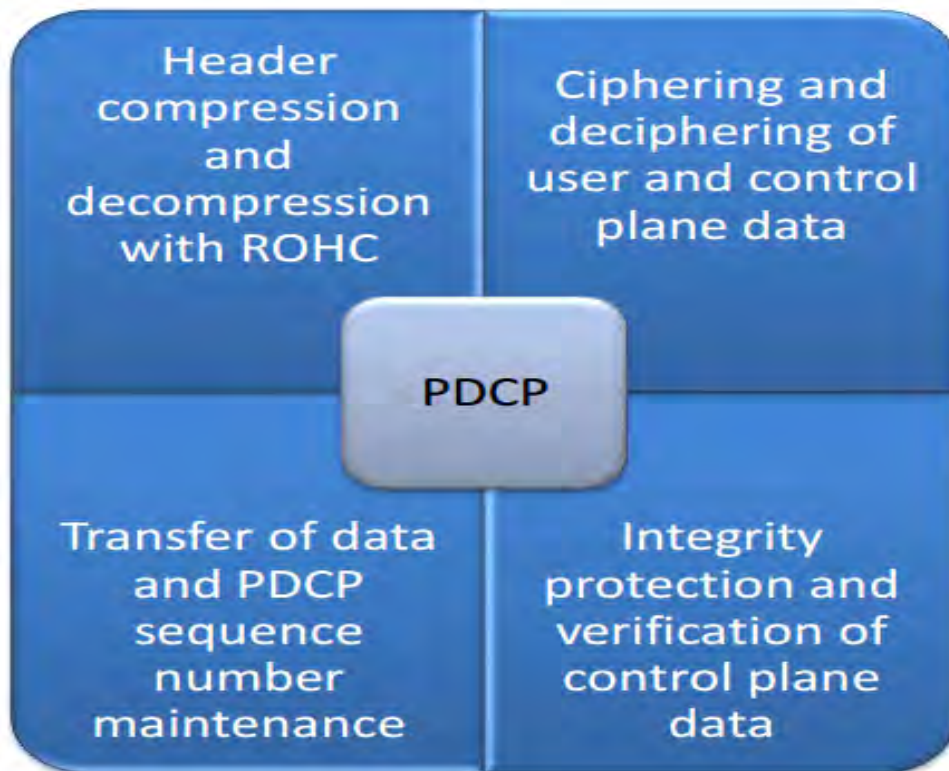 Header
compression
and
decompression
with ROHC
Ciphering and
deciphering of
user and control
plane data
PDCP
Transfer of data
and PDCP
sequence
number
maintenance
Integrity
protection and
verification of
control plane
data